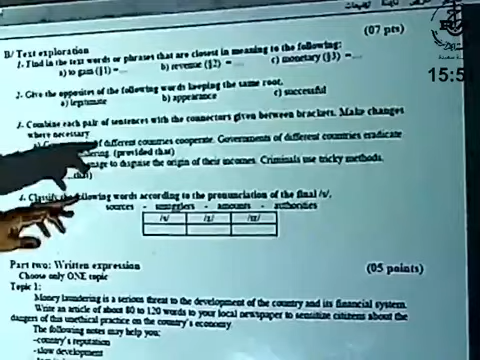 (07 pts)
B/ Text exploration
1. Find in the text words or phrases that are closest in meaning to the following:
a) to gain (§1) =... b) revenue (§2) = ... c) monetary (§3) =...
2. Give the opposites of the following words keeping the same root.
a) legitimate b) appearance c) successful
3. Combine each pair of sentences with the connectors given between brackets. Make changes
where necessary
of different countries cooperate. Governments of different countries eradicate
(provided that)
to disguise the origin of their incomes. Criminals use tricky methods.
that)
4. Classify the following words according to the pronunciation of the final /s/.
sources - smugglers - amounts - authorities
/s/ /z/ /ɪz/
Part two: Written expression (05 points)
Choose only ONE topic
Topic 1:
Money laundering is a serious threat to the development of the country and its financial system.
Write an article of about 80 to 120 words to your local newspaper to sensitize citizens about the
dangers of this unethical practice on the country's economy.
The following notes may help you:
-country's reputation
-slow development
15:5